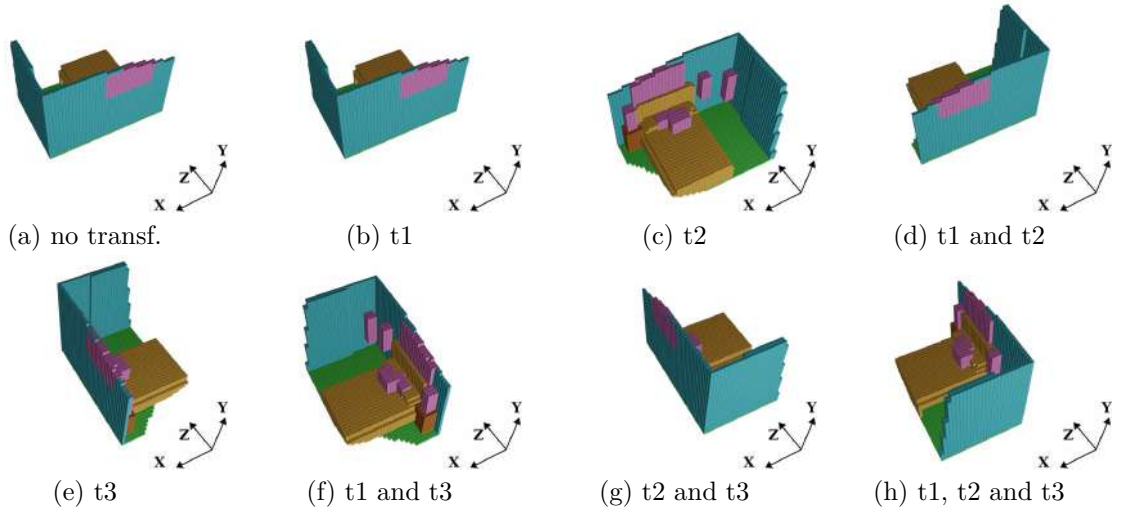 Y
Z
X
Y
Z
X
Y
Z
X
Y
Z
X
(a) no transf.
(b) t1
(c) t2
(d) t1 and t2
Y
Z
X
Y
Z
X
Y
Z
X
Y
Z
X
(e) t3
(f) t1 and t3
(g) t2 and t3
(h) t1, t2 and t3